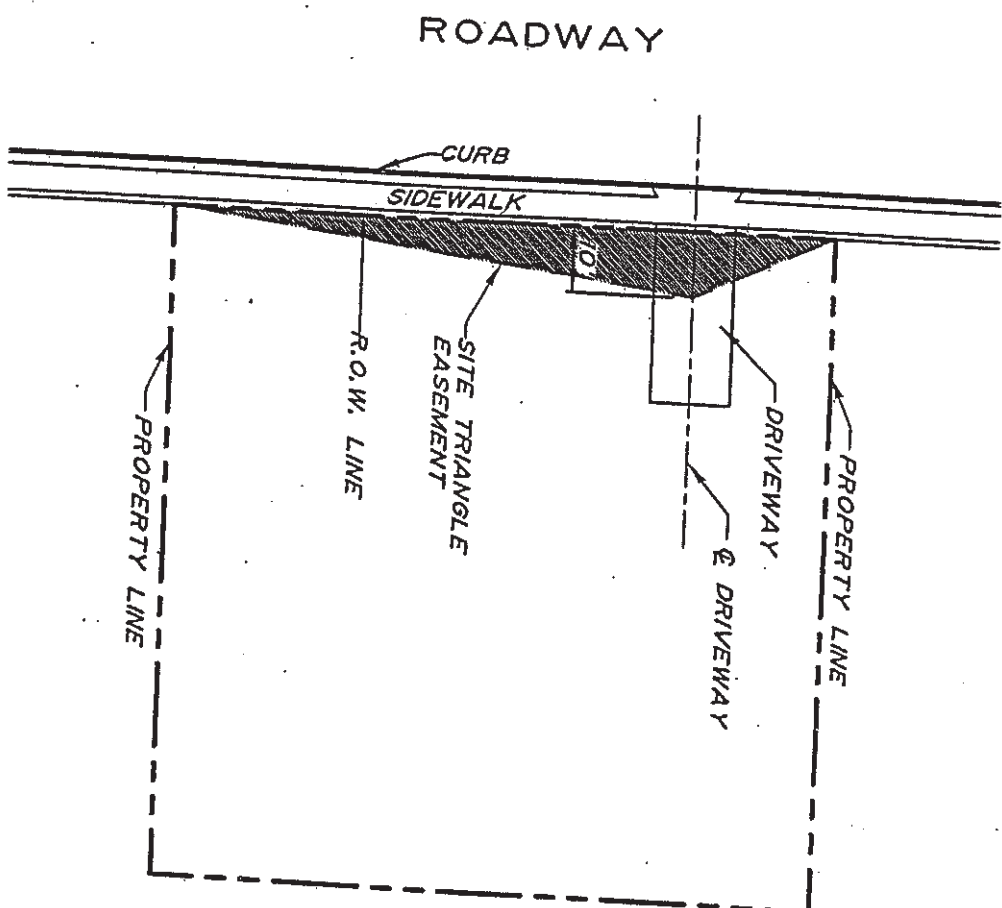 ROADWAY
CURB
SIDEWALK
10'
R.O.W. LINE
SITE TRIANGLE
EASEMENT
DRIVEWAY
℄ DRIVEWAY
PROPERTY LINE
PROPERTY LINE